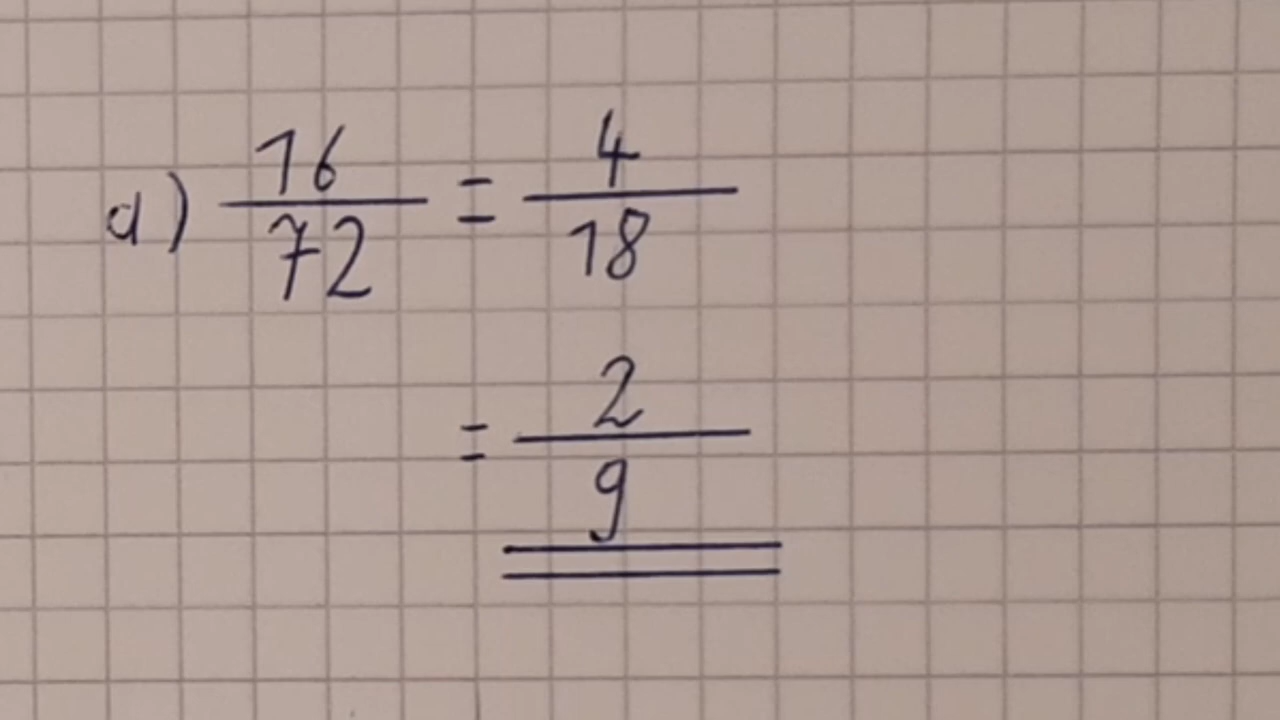 a) 16/72 = 4/18
= 2/9